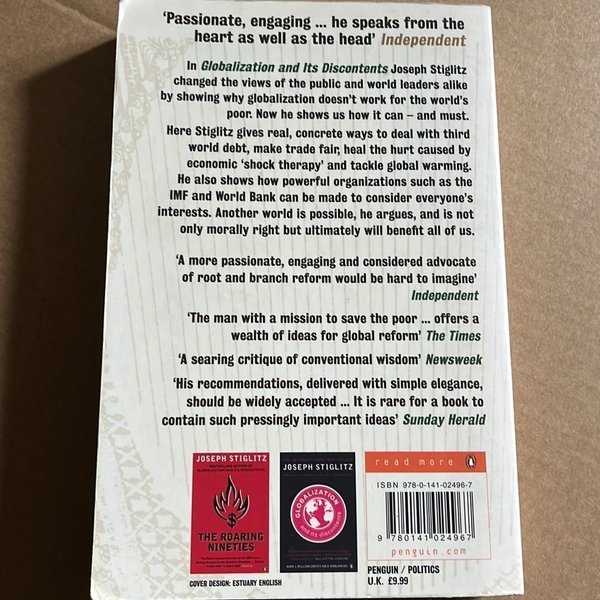 ‘Passionate, engaging ... he speaks from the
heart as well as the head’ Independent
In Globalization and Its Discontents Joseph Stiglitz
changed the views of the public and world leaders alike
by showing why globalization doesn’t work for the world’s
poor. Now he shows us how it can – and must.
Here Stiglitz gives real, concrete ways to deal with third
world debt, make trade fair, heal the hurt caused by
economic ‘shock therapy’ and tackle global warming.
He also shows how powerful organizations such as the
IMF and World Bank can be made to consider everyone’s
interests. Another world is possible, he argues, and is not
only morally right but ultimately will benefit all of us.
‘A more passionate, engaging and considered advocate
of root and branch reform would be hard to imagine’
Independent
‘The man with a mission to save the poor ... offers a
wealth of ideas for global reform’ The Times
‘A searing critique of conventional wisdom’ Newsweek
‘His recommendations, delivered with simple elegance,
should be widely accepted ... It is rare for a book to
contain such pressingly important ideas’ Sunday Herald
JOSEPH STIGLITZ
THE ROARING
NINETIES
JOSEPH STIGLITZ
GLOBALIZATION
and its discontents
read more
ISBN 978-0-141-02496-7
9 780141 024967
penguin.com
COVER DESIGN: ESTUARY ENGLISH
PENGUIN / POLITICS
U.K. £9.99